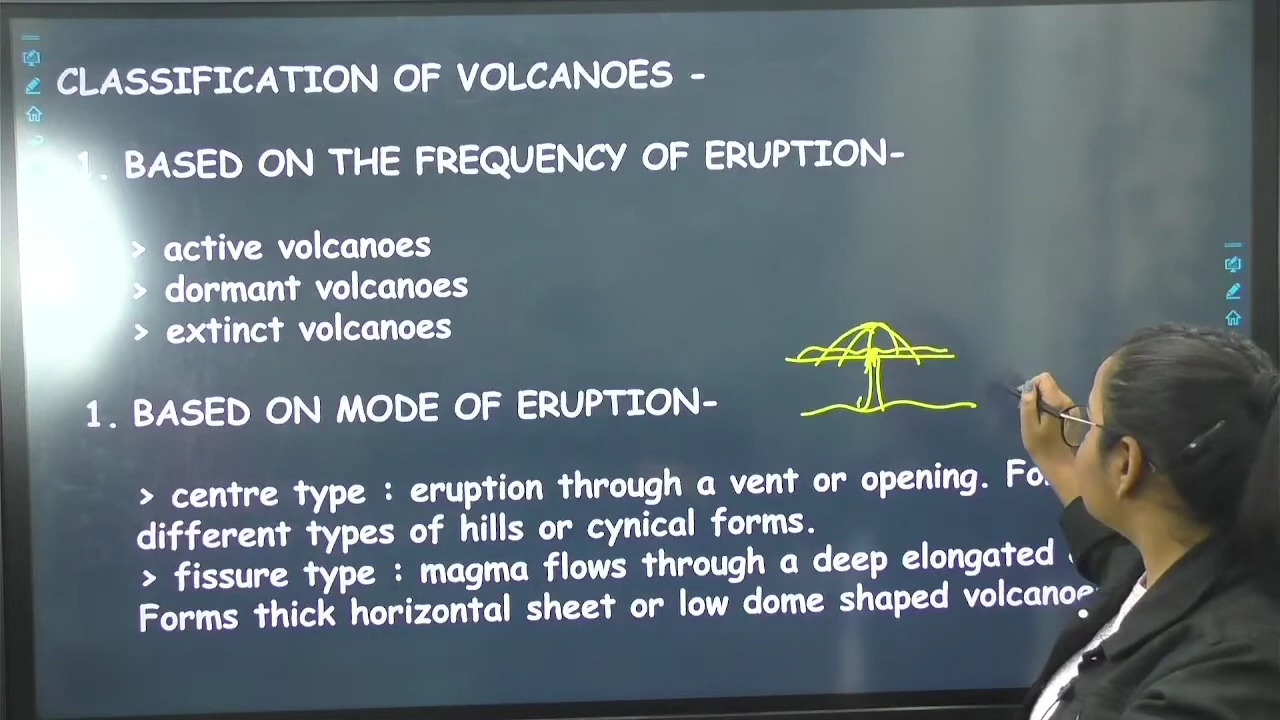 CLASSIFICATION OF VOLCANOES -
1. BASED ON THE FREQUENCY OF ERUPTION-
> active volcanoes
> dormant volcanoes
> extinct volcanoes
1. BASED ON MODE OF ERUPTION-
> centre type : eruption through a vent or opening.
different types of hills or cynical forms.
> fissure type : magma flows through a deep elongated
Forms thick horizontal sheet or low dome shaped